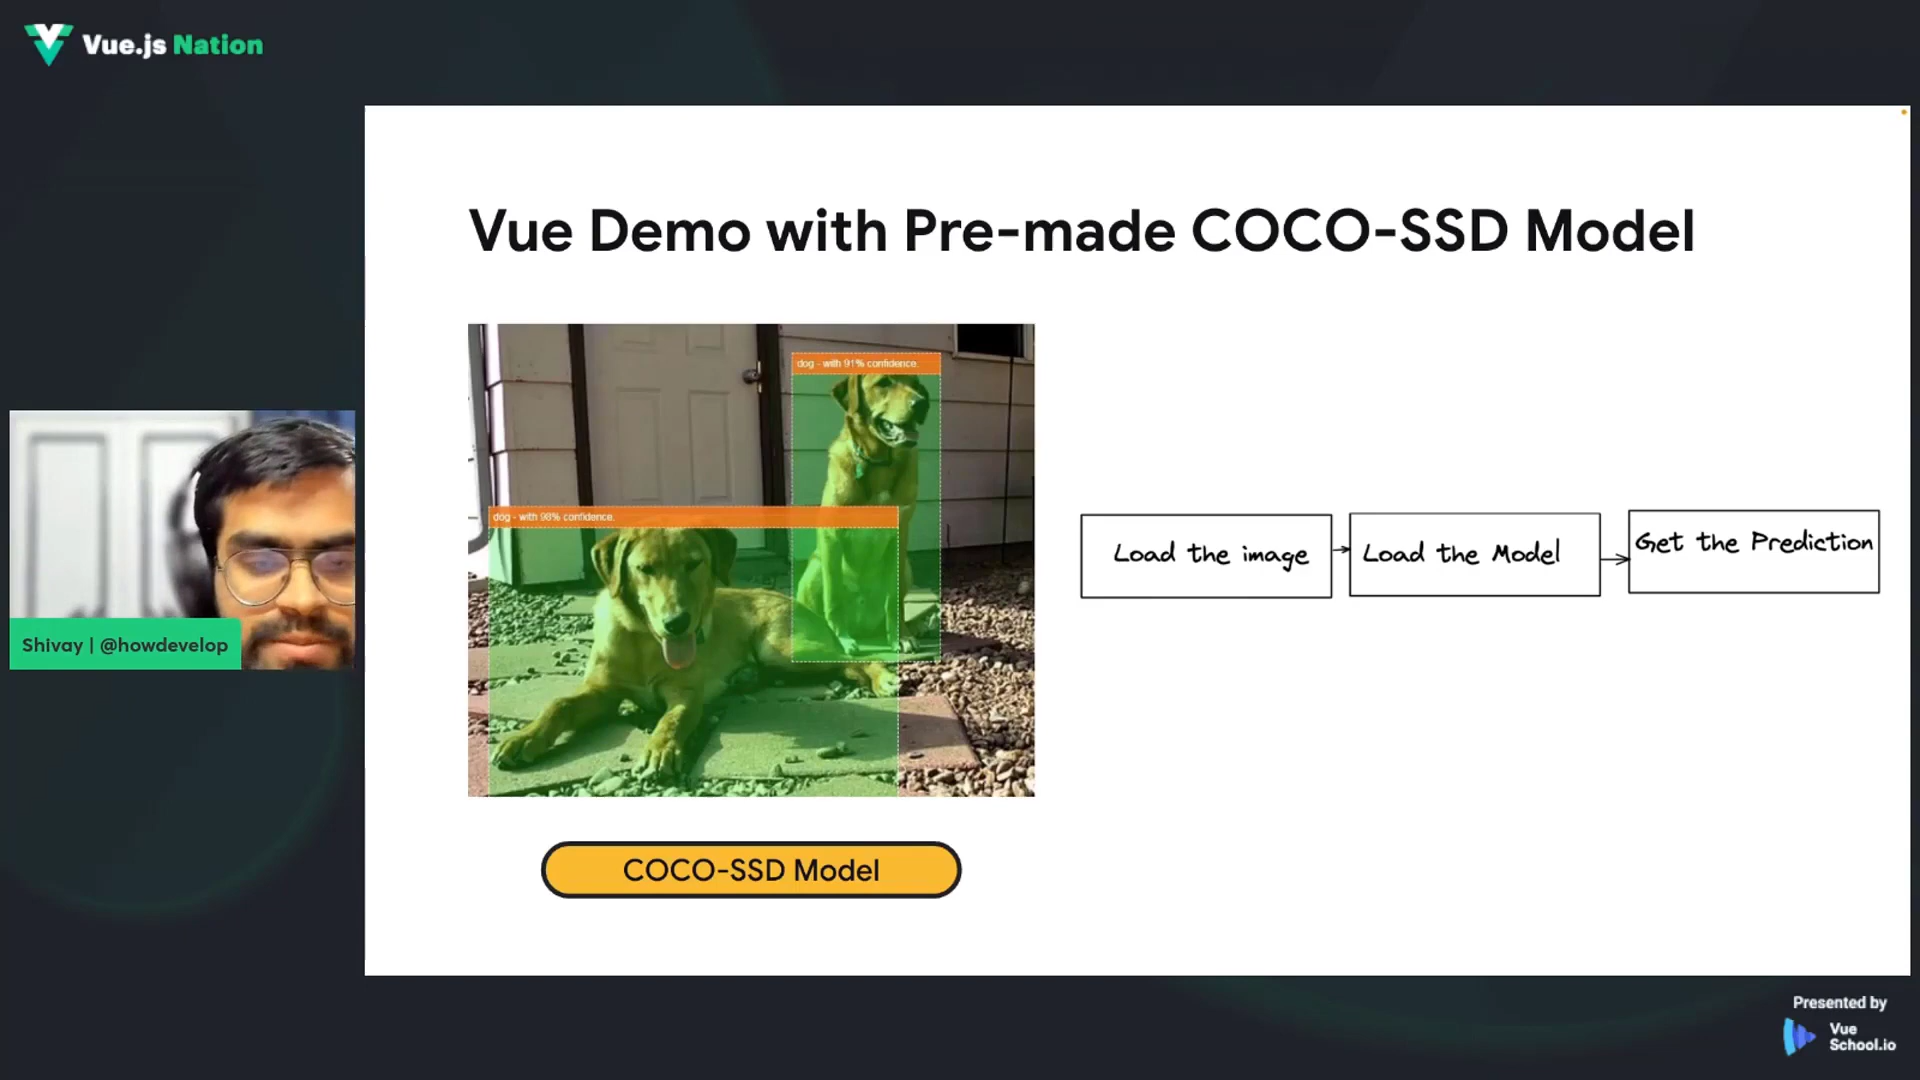 Vue.js Nation
Vue Demo with Pre-made COCO-SSD Model
dog - with 91% confidence.
dog - with 98% confidence.
Load the image
Load the Model
Get the Prediction
Shivay | @howdevelop
COCO-SSD Model
Presented by
Vue
School.io